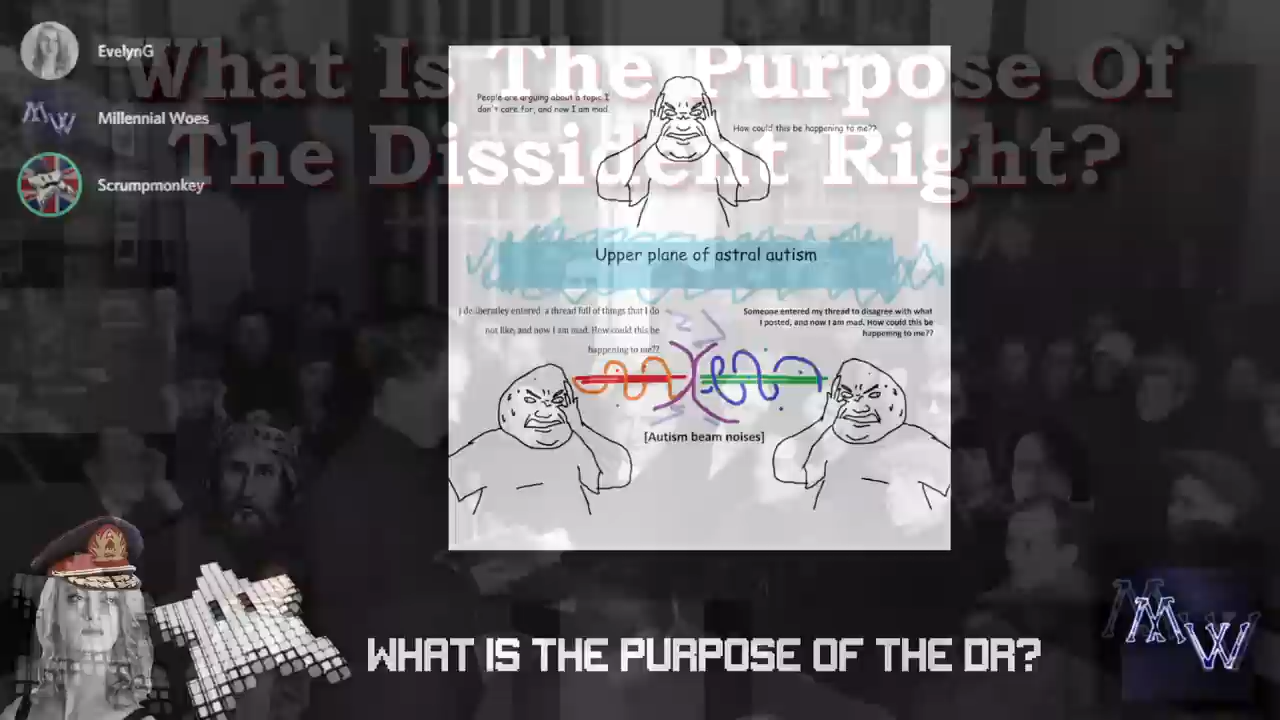 What Is The Purpose Of
The Dissident Right?
EvelynG
Millennial Woes
Scrumpmonkey
People are arguing about a topic I
don't care for, and now I am mad.
How could this be happening to me??
Upper plane of astral autism
I deliberatley entered a thread full of things that I do
not like, and now I am mad. How could this be
happening to me??
Someone entered my thread to disagree with what
I posted, and now I am mad. How could this be
happening to me??
[Autism beam noises]
WHAT IS THE PURPOSE OF THE DR?
MW